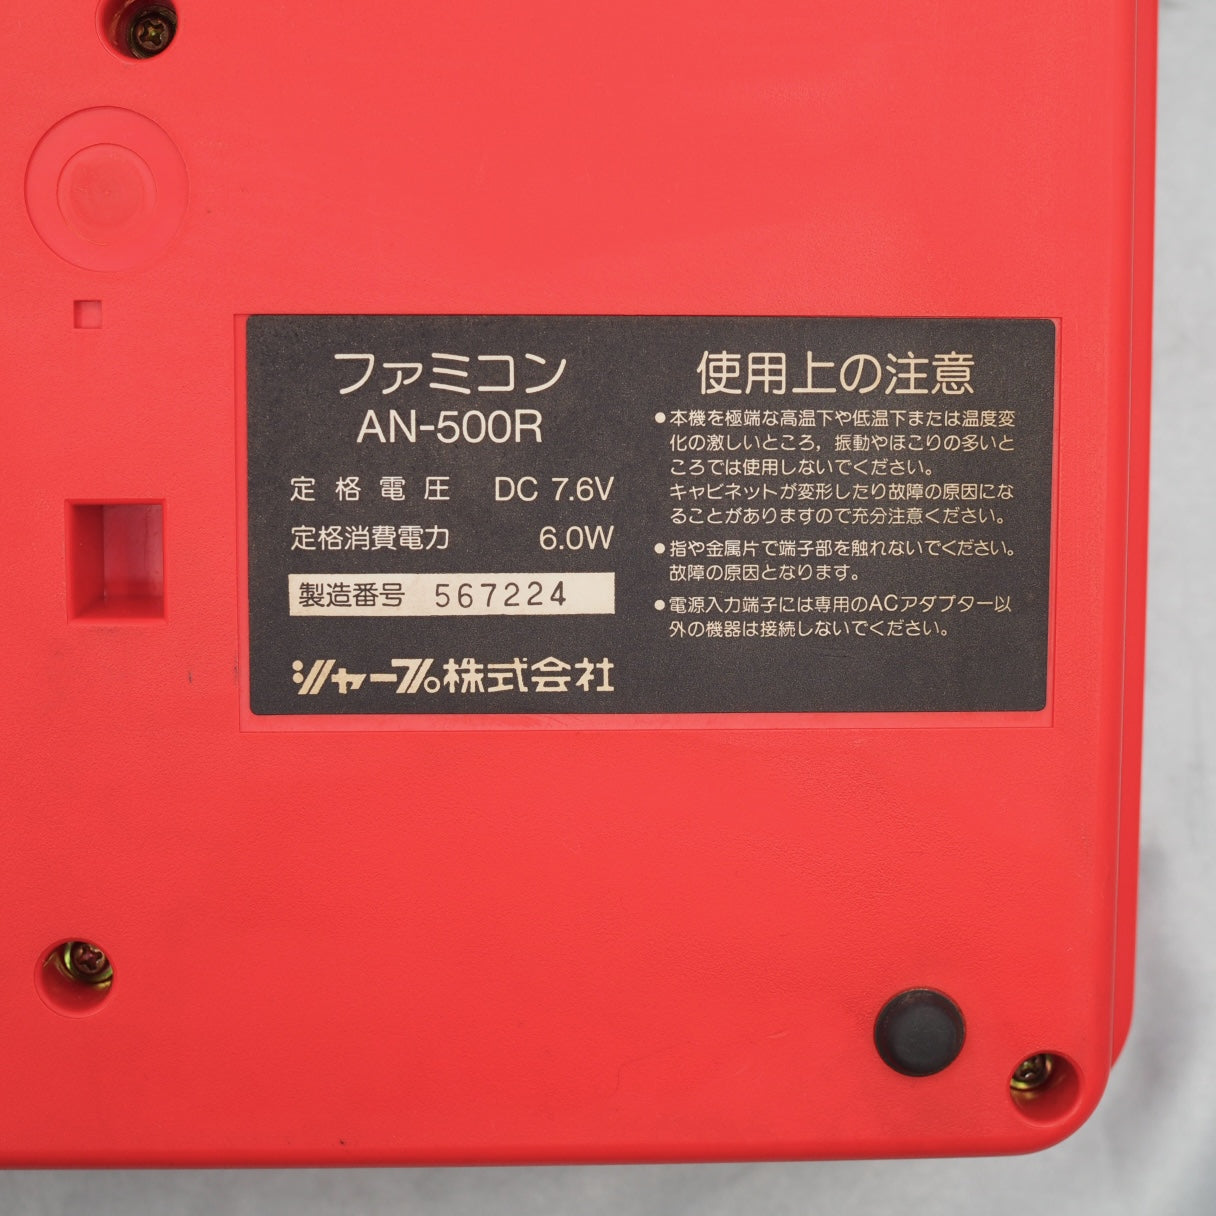 ファミコン
AN-500R
定格電圧 DC 7.6V
定格消費電力 6.0W
製造番号 567224
シャープ株式会社
使用上の注意
●本機を極端な高温下や低温下または温度変
化の激しいところ，振動やほこりの多いと
ころでは使用しないでください。
キャビネットが変形したり故障の原因にな
ることがありますので充分注意ください。
●指や金属片で端子部を触れないでください。
故障の原因となります。
●電源入力端子には専用のACアダプター以
外の機器は接続しないでください。